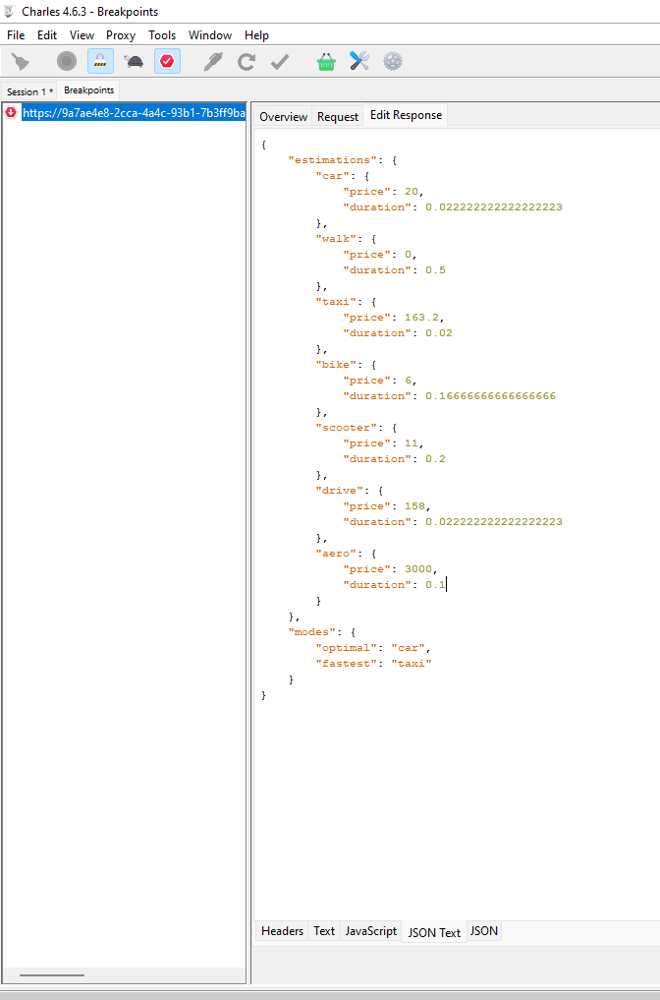 Charles 4.6.3 - Breakpoints
File Edit View Proxy Tools Window Help
Session 1 * Breakpoints
https://9a7ae4e8-2cca-4a4c-93b1-7b3ff9ba
Overview Request Edit Response
{
    "estimations": {
        "car": {
            "price": 20,
            "duration": 0.022222222222222223
        },
        "walk": {
            "price": 0,
            "duration": 0.5
        },
        "taxi": {
            "price": 163.2,
            "duration": 0.02
        },
        "bike": {
            "price": 6,
            "duration": 0.16666666666666666
        },
        "scooter": {
            "price": 11,
            "duration": 0.2
        },
        "drive": {
            "price": 158,
            "duration": 0.022222222222222223
        },
        "aero": {
            "price": 3000,
            "duration": 0.1
        }
    },
    "modes": {
        "optimal": "car",
        "fastest": "taxi"
    }
}
Headers Text JavaScript JSON Text JSON